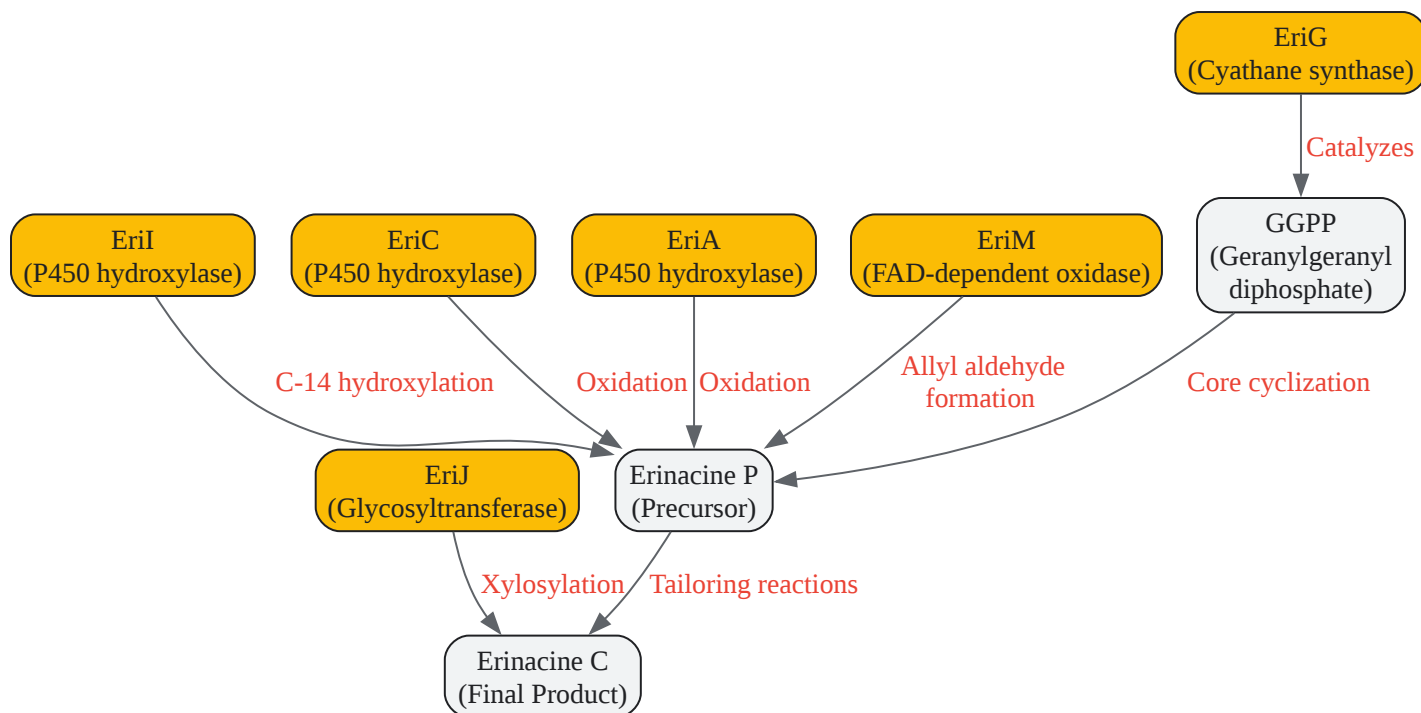 EriG
(Cyathane synthase)
Catalyzes
EriI
(P450 hydroxylase)
EriC
(P450 hydroxylase)
EriA
(P450 hydroxylase)
EriM
(FAD-dependent oxidase)
GGPP
(Geranylgeranyl
diphosphate)
C-14 hydroxylation
Oxidation
Oxidation
Allyl aldehyde
formation
Core cyclization
EriJ
(Glycosyltransferase)
Erinacine P
(Precursor)
Xylosylation
Tailoring reactions
Erinacine C
(Final Product)